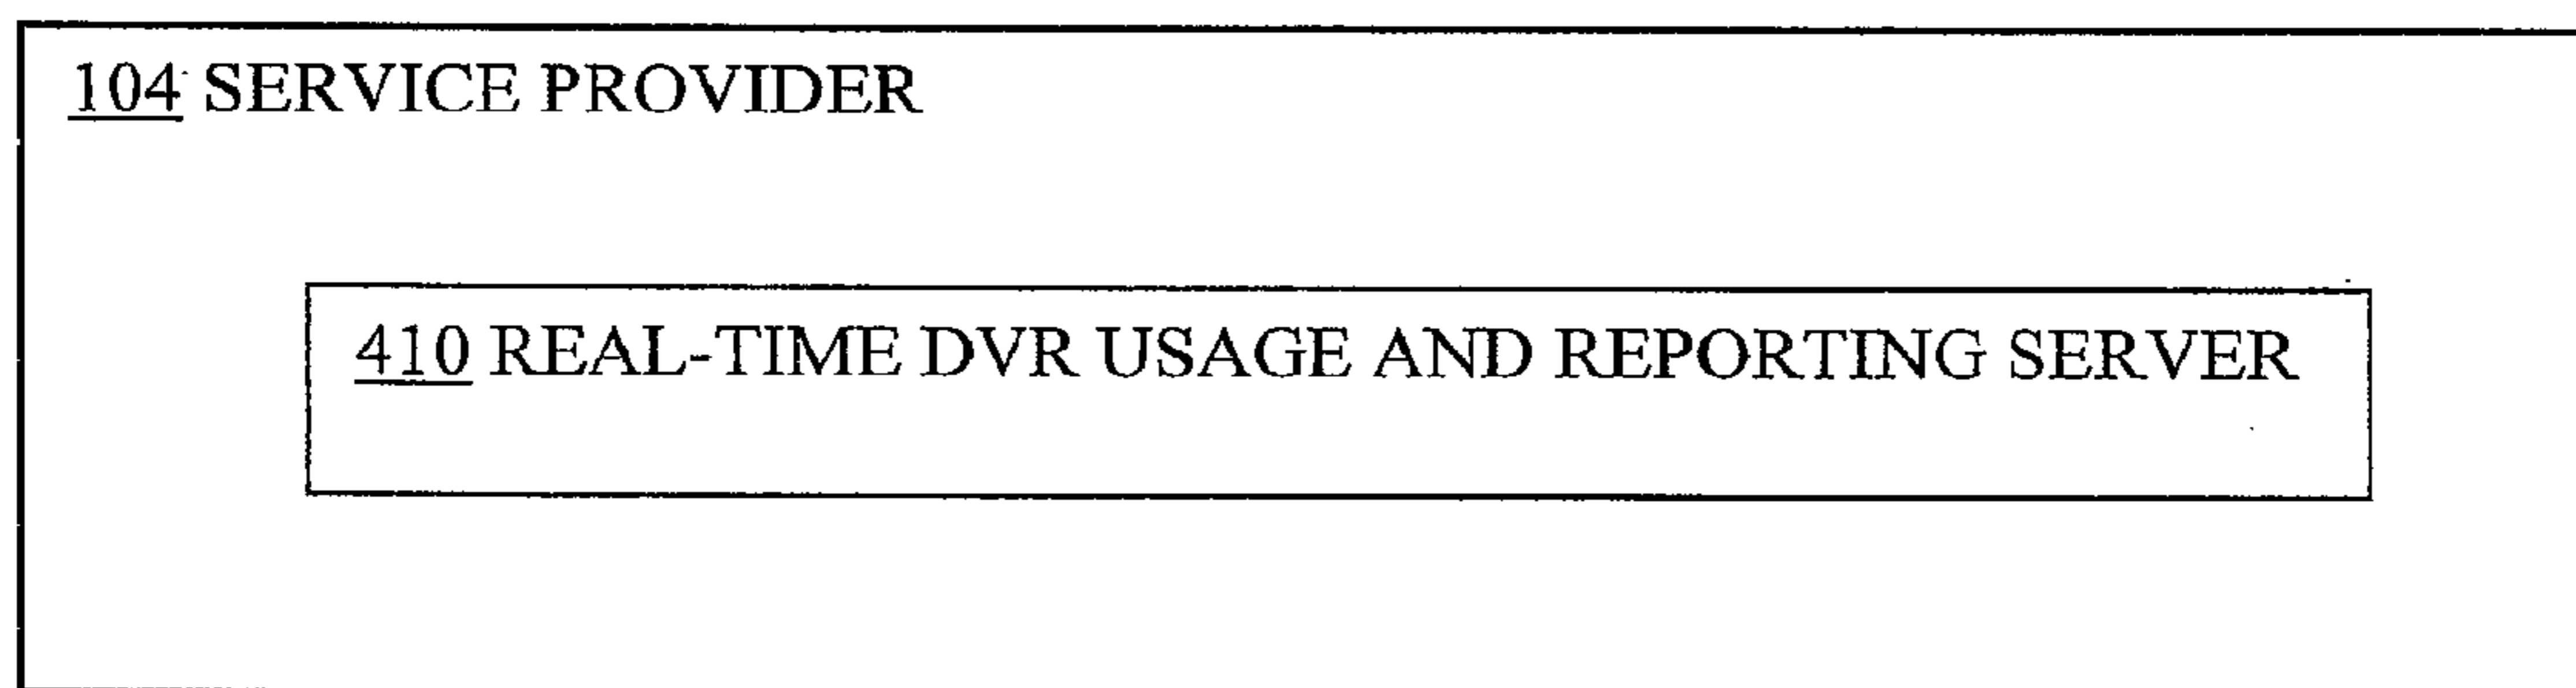 104 SERVICE PROVIDER
410 REAL-TIME DVR USAGE AND REPORTING SERVER